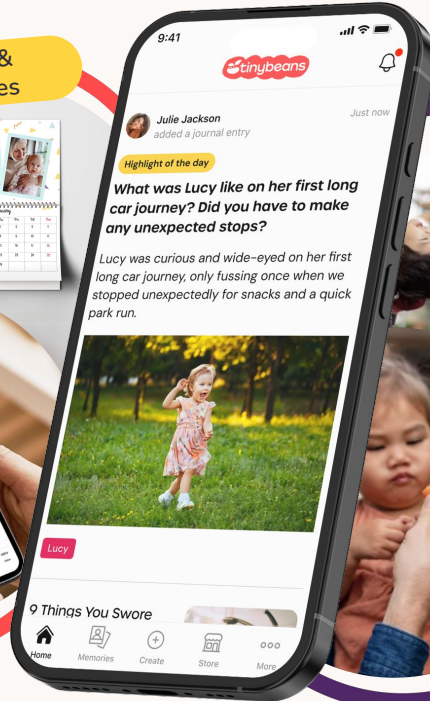 &
es
9:41
tinybeans
Julie Jackson
Just now
added a journal entry
Highlight of the day
What was Lucy like on her first long
car journey? Did you have to make
any unexpected stops?
Lucy was curious and wide-eyed on her first
long car journey, only fussing once when we
stopped unexpectedly for snacks and a quick
park run.
Lucy
9 Things You Swore
Home
Memories
Create
Store
More